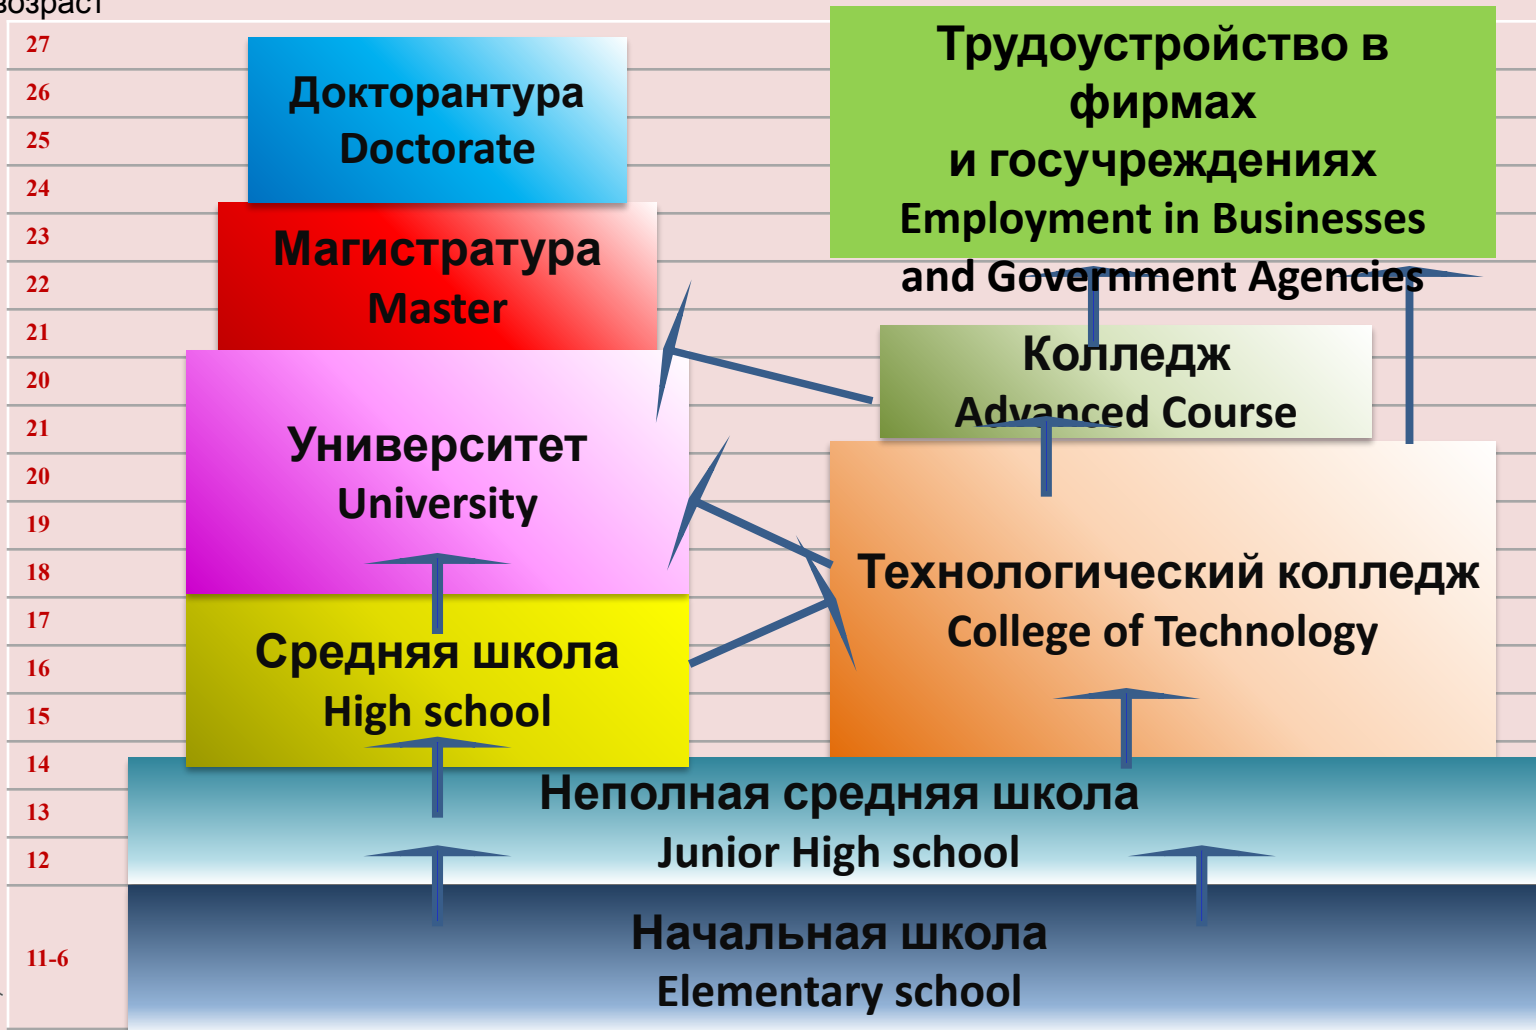 возраст
27
26
25
24
23
22
21
20
21
20
19
18
17
16
15
14
13
12
11-6
Докторантура
Doctorate
Магистратура
Master
Университет
University
Средняя школа
High school
Трудоустройство в
фирмах
и госучреждениях
Employment in Businesses
and Government Agencies
Колледж
Advanced Course
Технологический колледж
College of Technology
Неполная средняя школа
Junior High school
Начальная школа
Elementary school